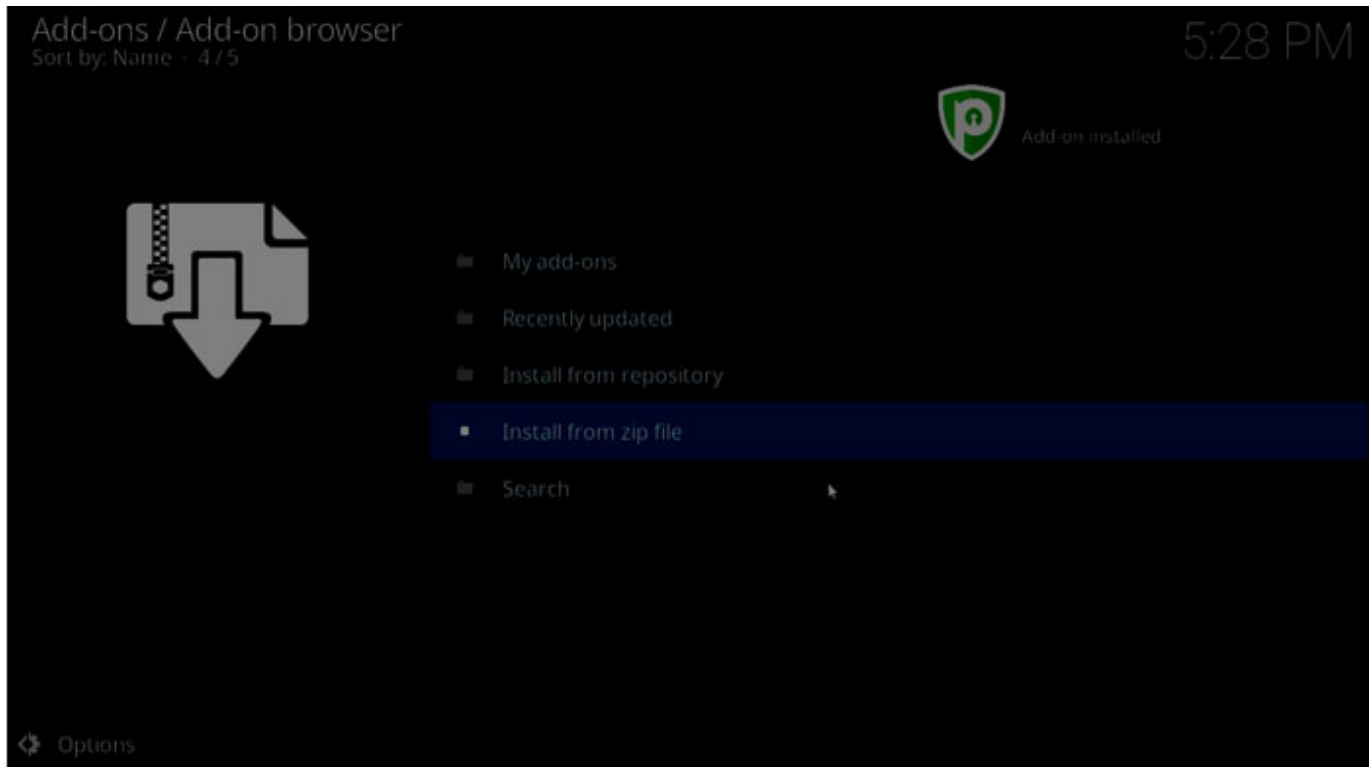 Add-ons / Add-on browser
Sort by: Name · 4 / 5
5:28 PM
Add-on installed
My add-ons
Recently updated
Install from repository
Install from zip file
Search
Options